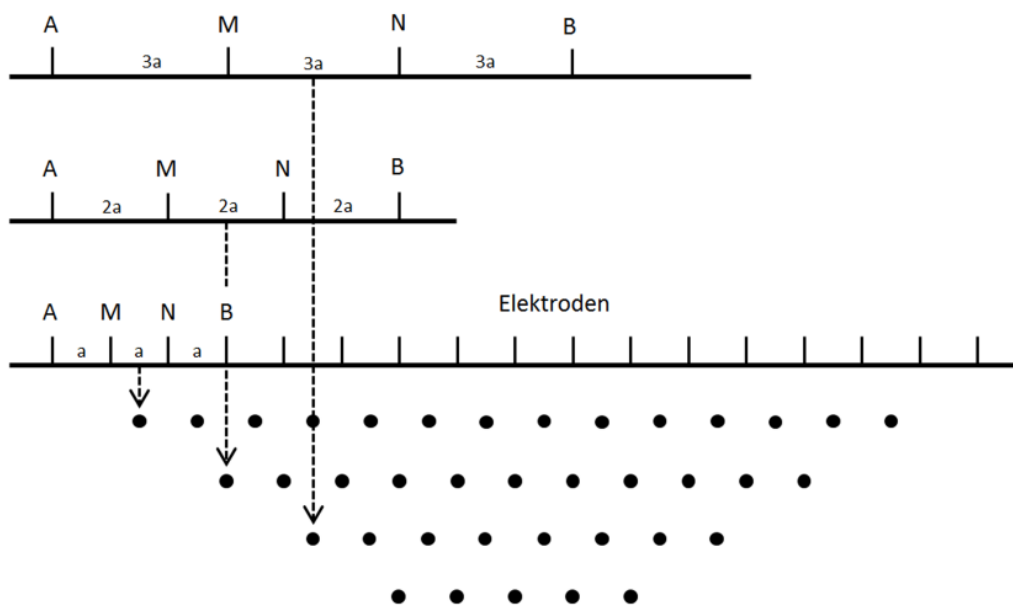 A M N B
3a 3a 3a
A M N B
2a 2a 2a
Elektroden
A M N B
a a a